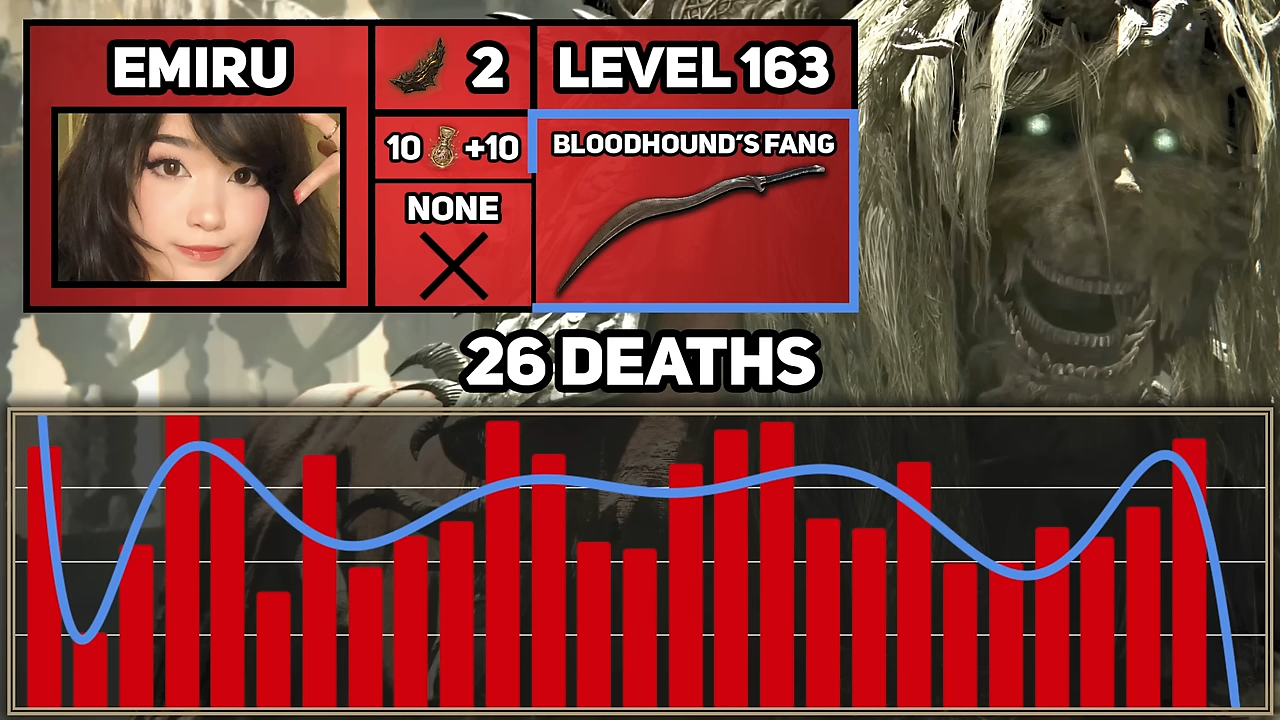 EMIRU
2
LEVEL 163
10 +10
BLOODHOUND'S FANG
NONE
26 DEATHS